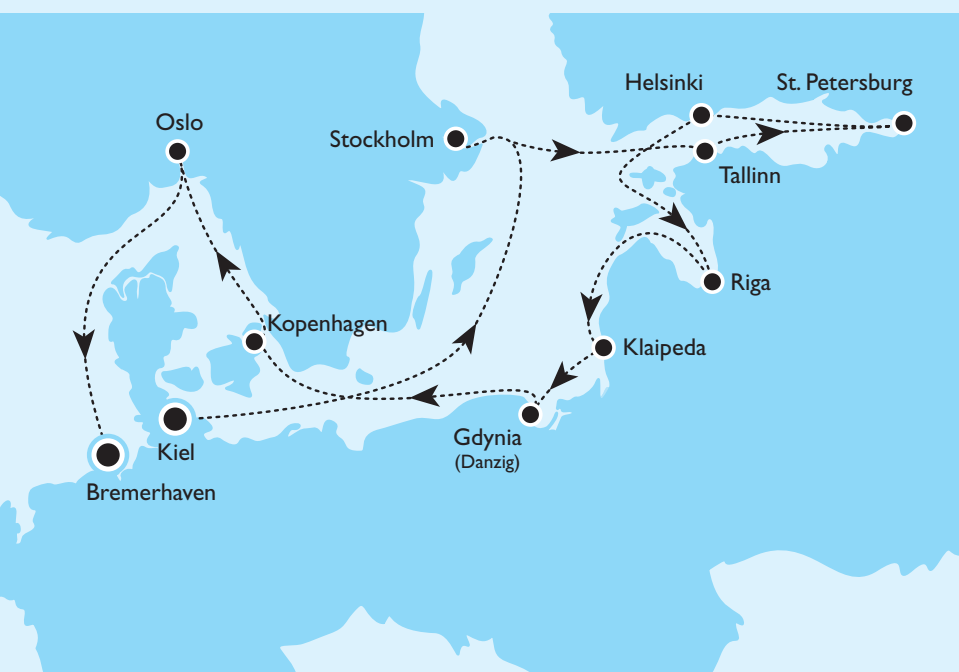 Helsinki
St. Petersburg
Oslo
Stockholm
Tallinn
Riga
Kopenhagen
Klaipeda
Gdynia
(Danzig)
Kiel
Bremerhaven